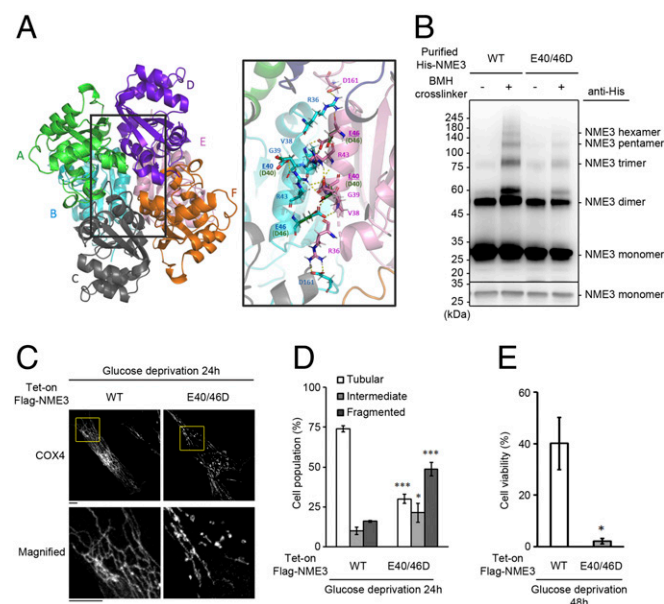 A
A
B
C
D
E
F
D161
R36
V38
E46
(D46)
G39
R43
E40
(D40)
E40
(D40)
R43
G39
E46
(D46)
V38
R36
D161
B
Purified
His-NME3
WT E40/46D
BMH
crosslinker
- + - + anti-His
245
180
140
100
75
60
45
35
25
20
35
25
(kDa)
NME3 hexamer
NME3 pentamer
NME3 trimer
NME3 dimer
NME3 monomer
NME3 monomer
C
Glucose deprivation 24h
Tet-on
Flag-NME3
WT E40/46D
COX4
Magnified
D
Tubular
Intermediate
Fragmented
Cell population (%)
100
75
50
25
0
*** * ***
Tet-on
Flag-NME3
WT E40/46D
Glucose deprivation 24h
E
Cell viability (%)
60
40
20
0
*
Tet-on
Flag-NME3
WT E40/46D
Glucose deprivation
48h